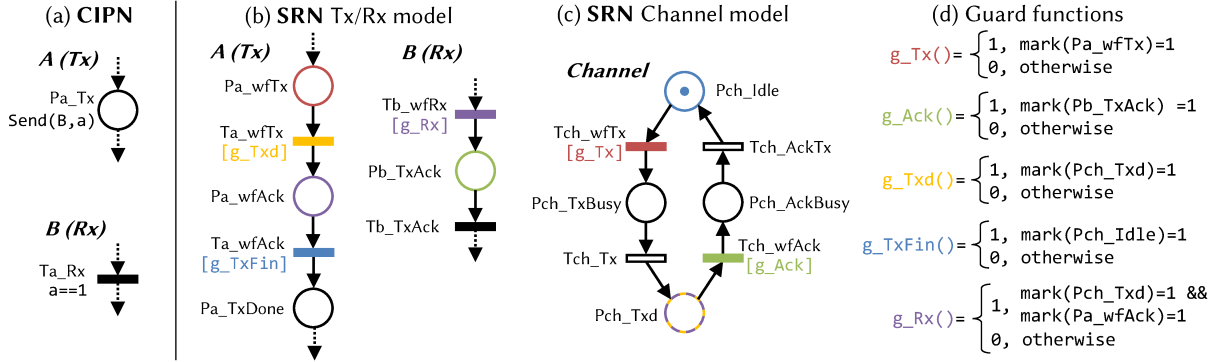 (a) CIPN
A (Tx)
Pa_Tx
Send(B,a)
B (Rx)
Ta_Rx
a==1
(b) SRN Tx/Rx model
A (Tx)
Pa_wfTx
Ta_wfTx
[g_Txd]
Pa_wfAck
Ta_wfAck
[g_TxFin]
Pa_TxDone
B (Rx)
Tb_wfRx
[g_Rx]
Pb_TxAck
Tb_TxAck
(c) SRN Channel model
Channel
Pch_Idle
Tch_wfTx
[g_Tx]
Tch_AckTx
Pch_TxBusy
Pch_AckBusy
Tch_Tx
Tch_wfAck
[g_Ack]
Pch_Txd
(d) Guard functions
g_Tx()= 1, mark(Pa_wfTx)=1
0, otherwise
g_Ack()= 1, mark(Pb_TxAck) =1
0, otherwise
g_Txd()= 1, mark(Pch_Txd)=1
0, otherwise
g_TxFin()= 1, mark(Pch_Idle)=1
0, otherwise
g_Rx()= 1, mark(Pch_Txd)=1 &&
mark(Pa_wfAck)=1
0, otherwise